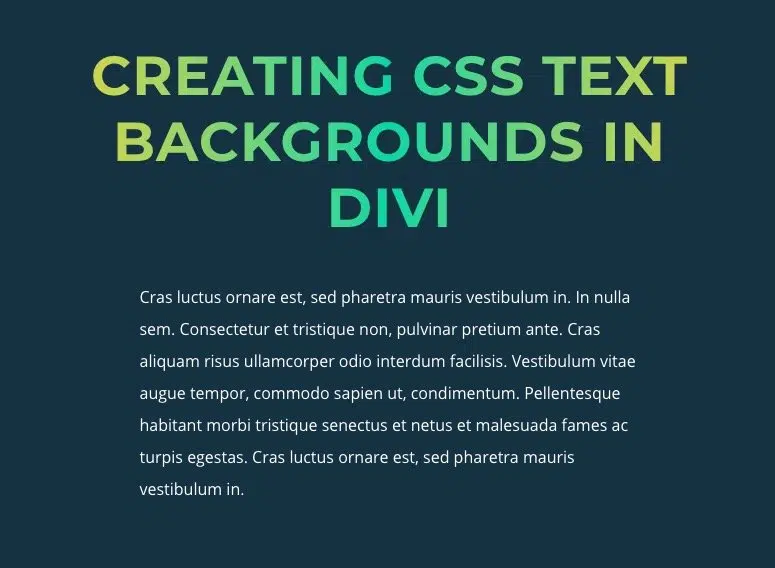 CREATING CSS TEXT
BACKGROUNDS IN
DIVI
Cras luctus ornare est, sed pharetra mauris vestibulum in. In nulla
sem. Consectetur et tristique non, pulvinar pretium ante. Cras
aliquam risus ullamcorper odio interdum facilisis. Vestibulum vitae
augue tempor, commodo sapien ut, condimentum. Pellentesque
habitant morbi tristique senectus et netus et malesuada fames ac
turpis egestas. Cras luctus ornare est, sed pharetra mauris
vestibulum in.